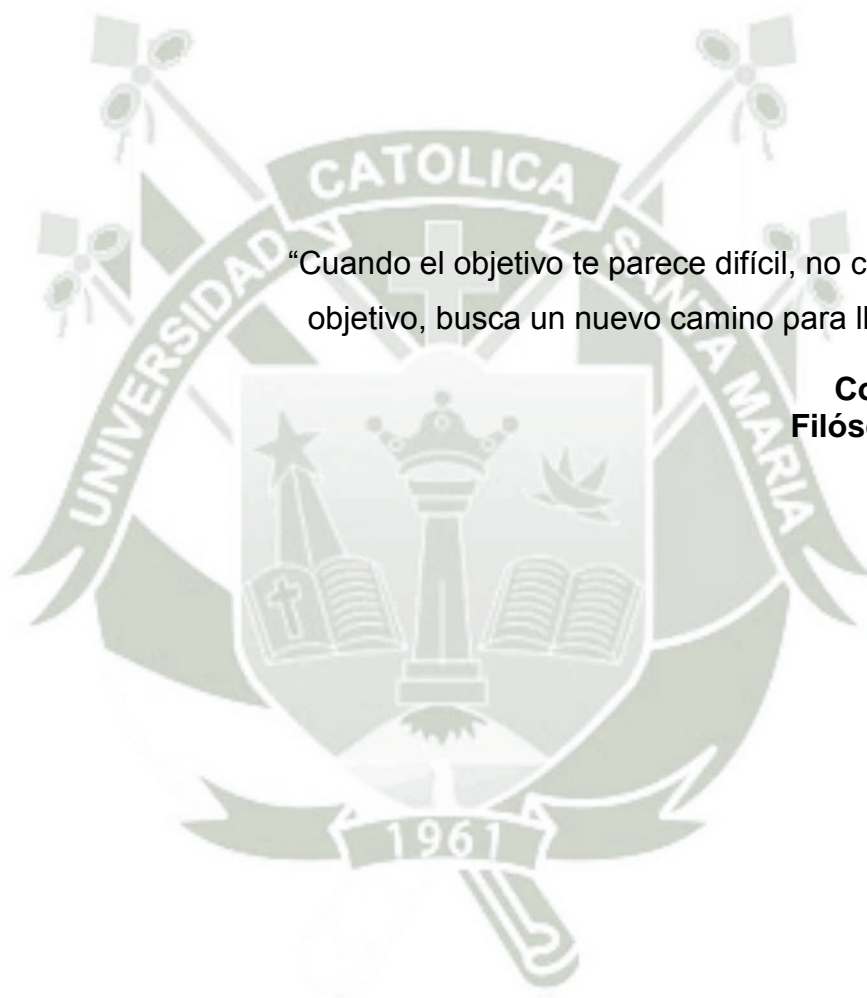 UNIVERSIDAD
CATOLICA
SANTA MARIA
“Cuando el objetivo te parece difícil, no c
objetivo, busca un nuevo camino para ll
Co
Filós
1961